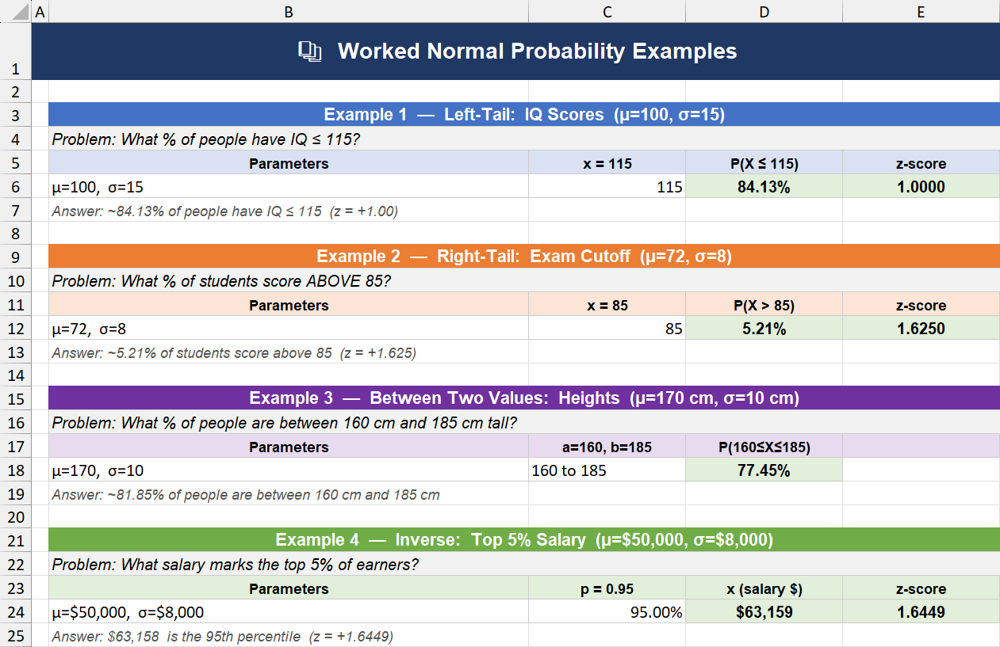 A B C D E
1 Worked Normal Probability Examples
2
3 Example 1 — Left-Tail: IQ Scores (μ=100, σ=15)
4 Problem: What % of people have IQ ≤ 115?
5 Parameters x = 115 P(X ≤ 115) z-score
6 μ=100, σ=15 115 84.13% 1.0000
7 Answer: ~84.13% of people have IQ ≤ 115 (z = +1.00)
8
9 Example 2 — Right-Tail: Exam Cutoff (μ=72, σ=8)
10 Problem: What % of students score ABOVE 85?
11 Parameters x = 85 P(X > 85) z-score
12 μ=72, σ=8 85 5.21% 1.6250
13 Answer: ~5.21% of students score above 85 (z = +1.625)
14
15 Example 3 — Between Two Values: Heights (μ=170 cm, σ=10 cm)
16 Problem: What % of people are between 160 cm and 185 cm tall?
17 Parameters a=160, b=185 P(160≤X≤185)
18 μ=170, σ=10 160 to 185 77.45%
19 Answer: ~81.85% of people are between 160 cm and 185 cm
20
21 Example 4 — Inverse: Top 5% Salary (μ=$50,000, σ=$8,000)
22 Problem: What salary marks the top 5% of earners?
23 Parameters p = 0.95 x (salary $) z-score
24 μ=$50,000, σ=$8,000 95.00% $63,159 1.6449
25 Answer: $63,158 is the 95th percentile (z = +1.6449)